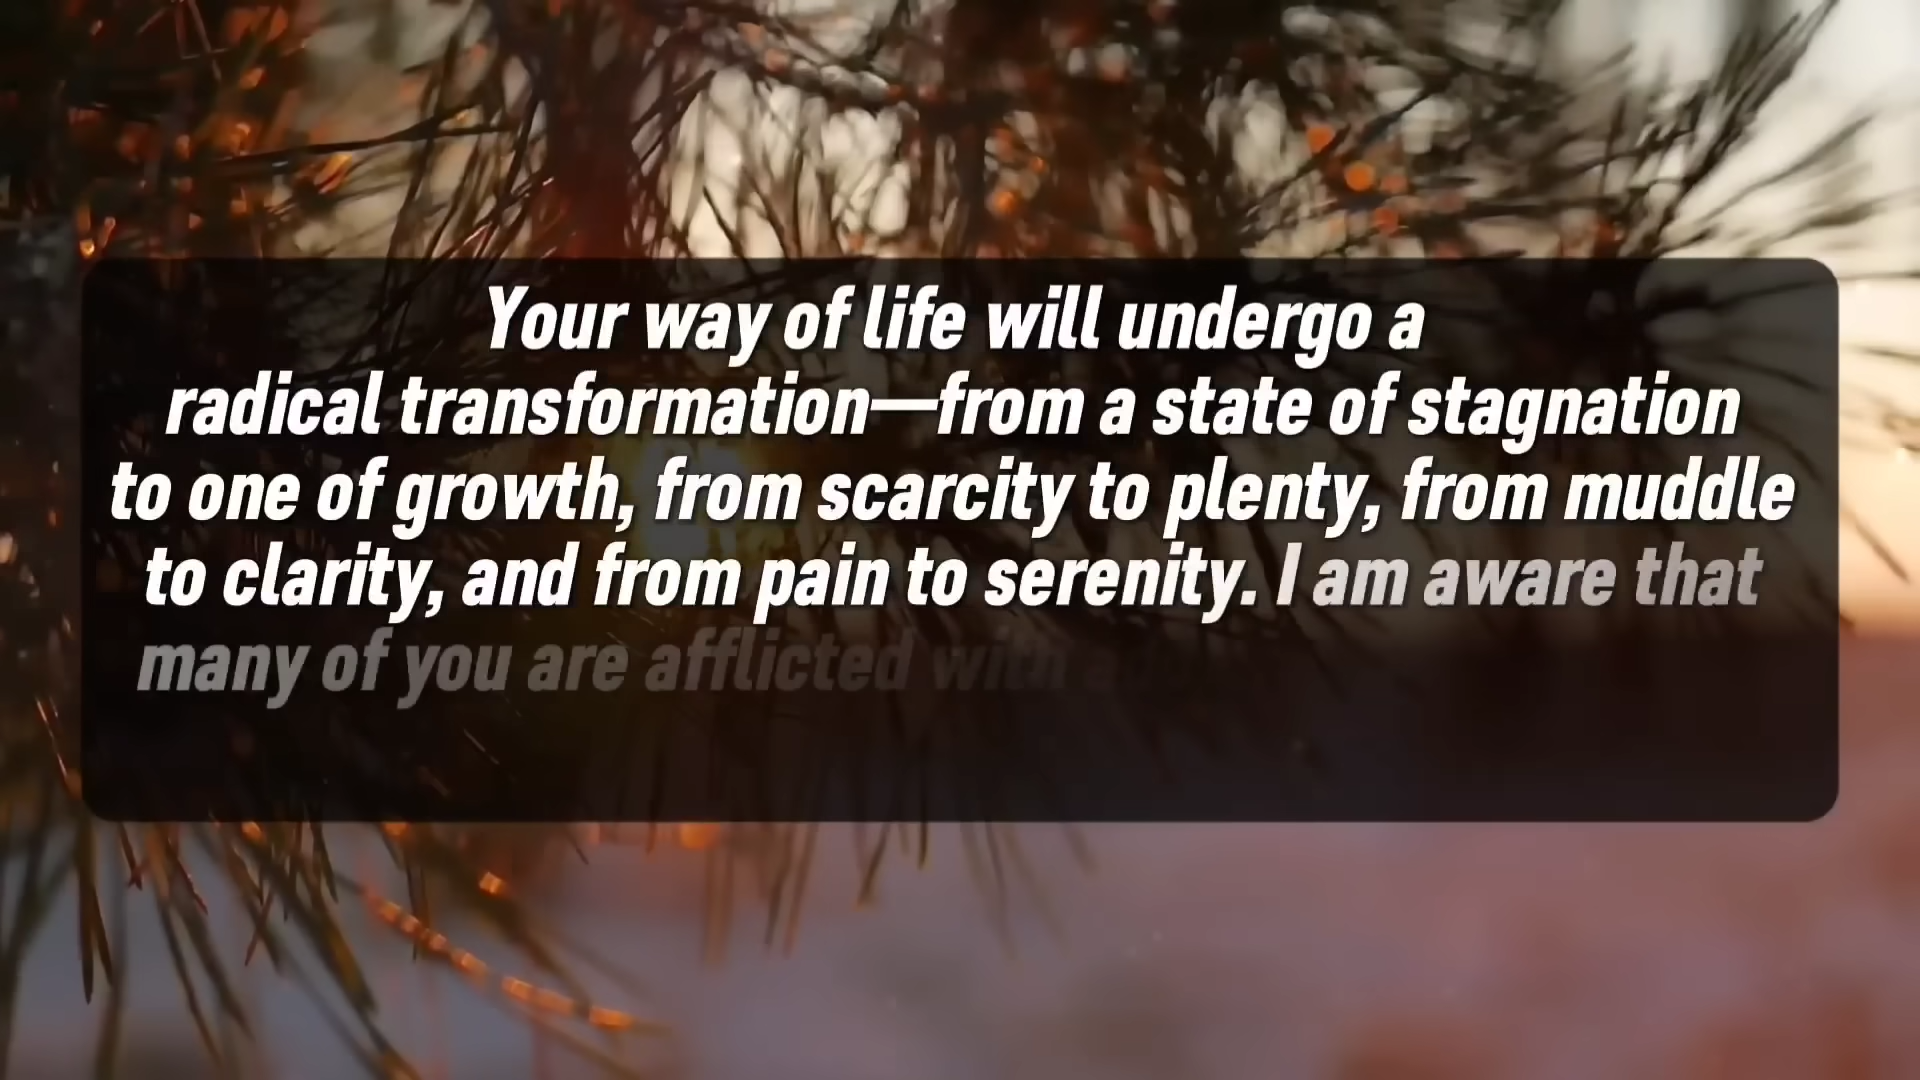 Your way of life will undergo a
radical transformation—from a state of stagnation
to one of growth, from scarcity to plenty, from muddle
to clarity, and from pain to serenity. I am aware that
many of you are afflicted with